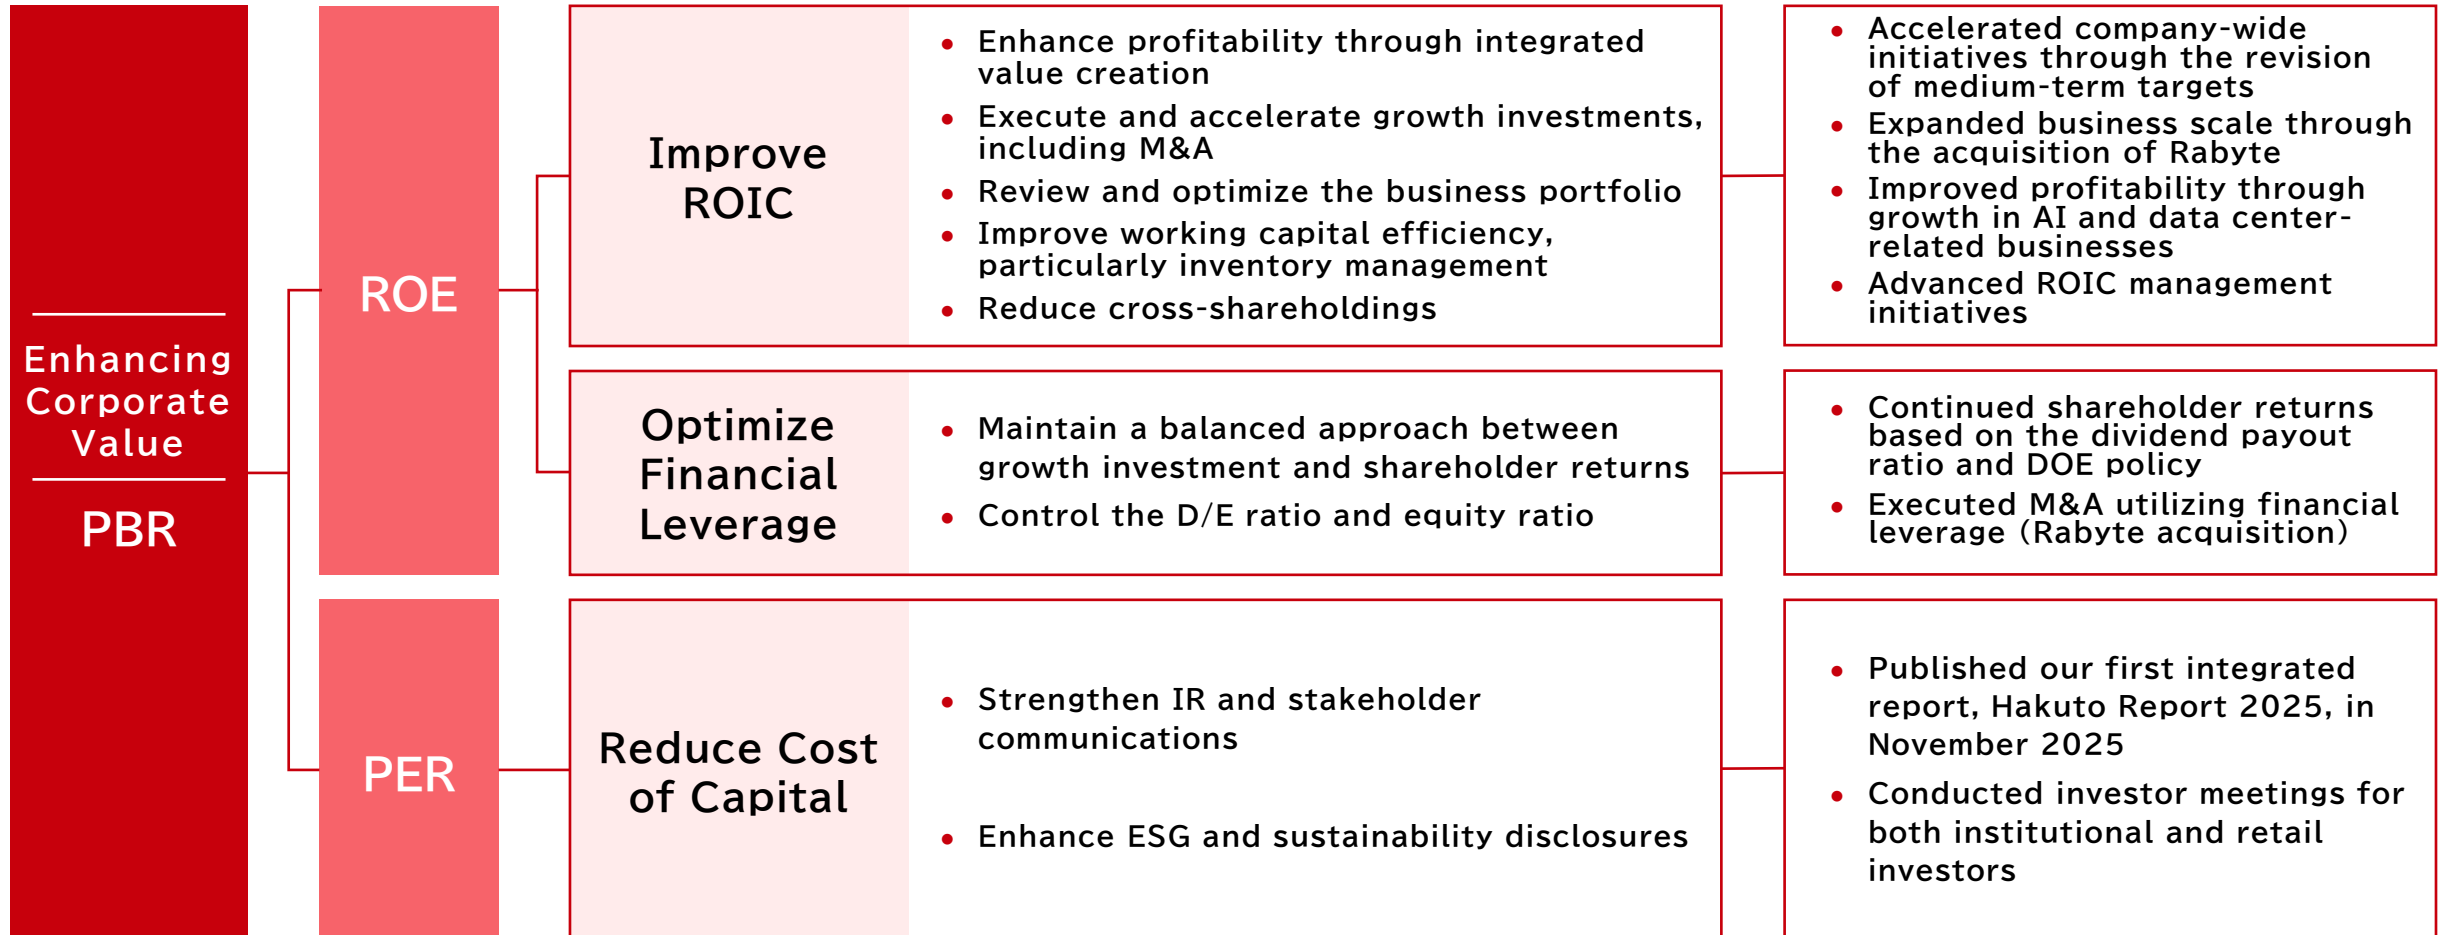 Enhancing
Corporate
Value
PBR
ROE
Improve
ROIC
• Enhance profitability through integrated
value creation
• Execute and accelerate growth investments,
including M&A
• Review and optimize the business portfolio
• Improve working capital efficiency,
particularly inventory management
• Reduce cross-shareholdings
• Accelerated company-wide
initiatives through the revision
of medium-term targets
• Expanded business scale through
the acquisition of Rabyte
• Improved profitability through
growth in AI and data center-
related businesses
• Advanced ROIC management
initiatives
Optimize
Financial
Leverage
• Maintain a balanced approach between
growth investment and shareholder returns
• Control the D/E ratio and equity ratio
• Continued shareholder returns
based on the dividend payout
ratio and DOE policy
• Executed M&A utilizing financial
leverage (Rabyte acquisition)
PER
Reduce Cost
of Capital
• Strengthen IR and stakeholder
communications
• Enhance ESG and sustainability disclosures
• Published our first integrated
report, Hakuto Report 2025, in
November 2025
• Conducted investor meetings for
both institutional and retail
investors